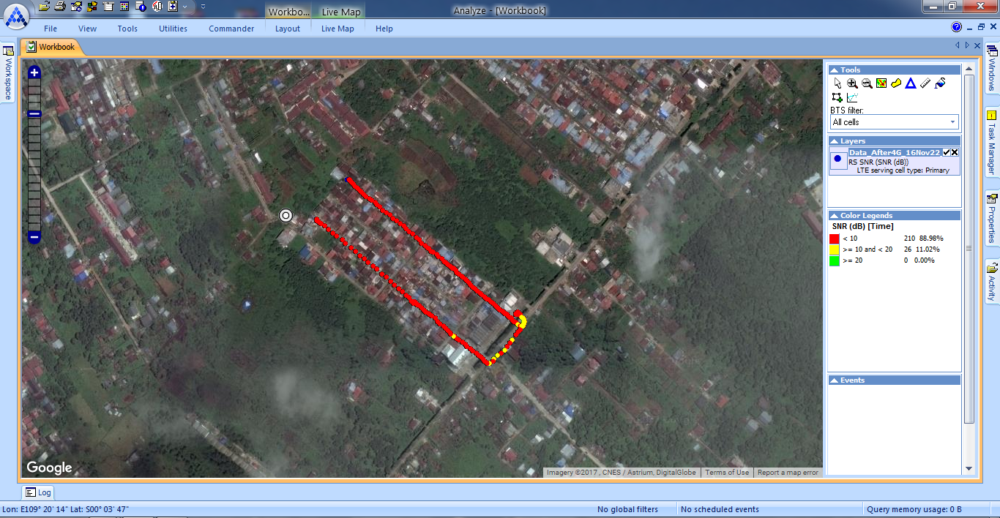 Workbo... Live Map Analyze - [Workbook]
File View Tools Utilities Commander Layout Live Map Help
Workbook
Workspace
Tools
BTS filter:
All cells
Layers
Data_After4G_16Nov22
RS SNR (SNR (dB))
LTE serving cell type: Primary
Color Legends
SNR (dB) [Time]
< 10 210 88.98%
>= 10 and < 20 26 11.02%
>= 20 0 0.00%
Events
Windows
Task Manager
Properties
Activity
Google
Imagery ©2017 , CNES / Astrium, DigitalGlobe Terms of Use Report a map error
Log
Lon: E109° 20' 14" Lat: S00° 03' 47" No global filters No scheduled events Query memory usage: 0 B